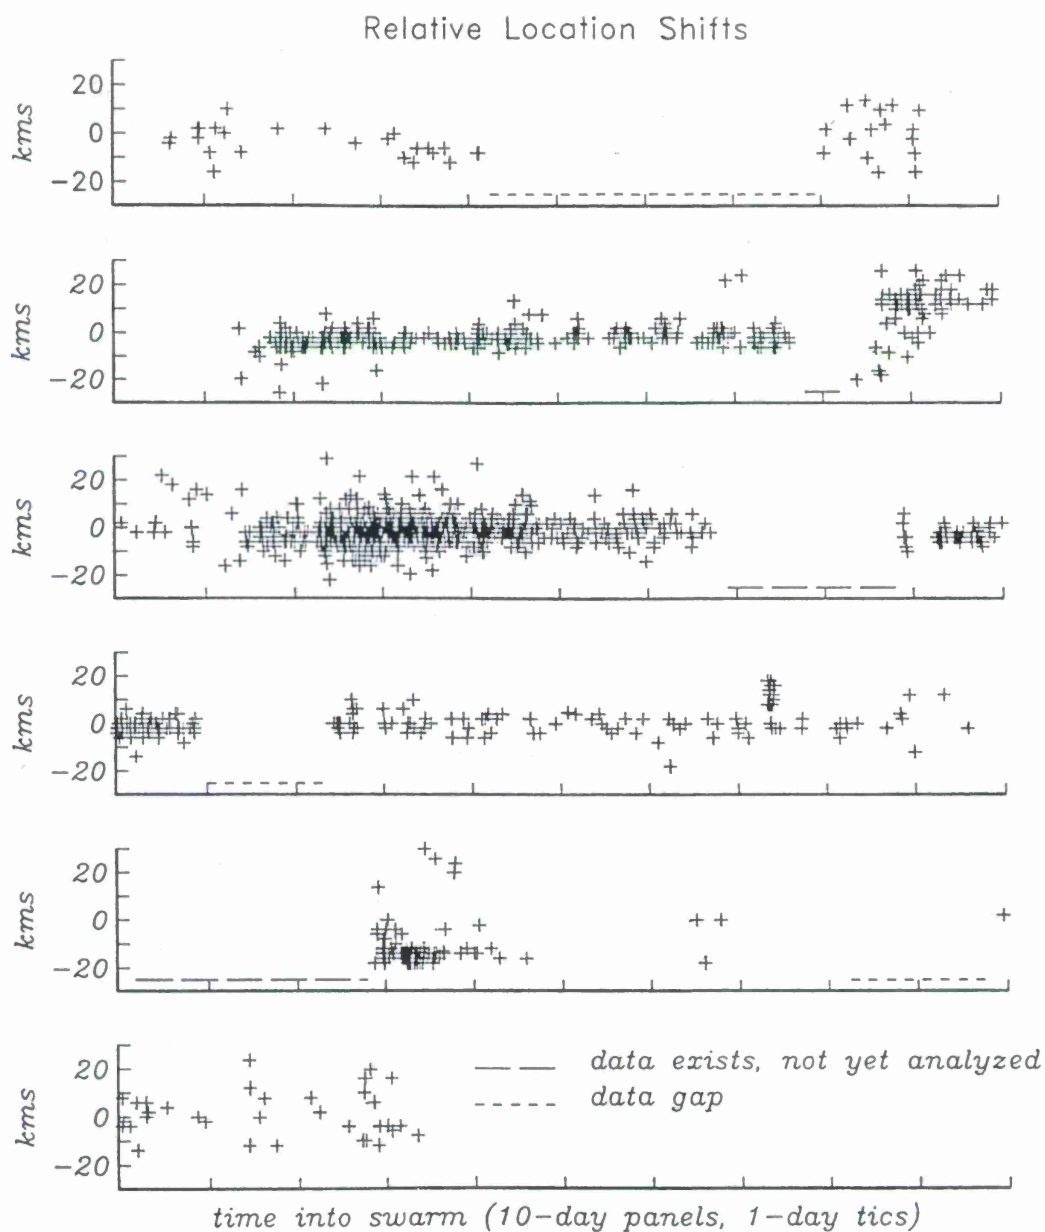 Relative Location Shifts
kms
20
0
-20
kms
20
0
-20
kms
20
0
-20
kms
20
0
-20
kms
20
0
-20
kms
20
0
-20
data exists, not yet analyzed
data gap
time into swarm (10-day panels, 1-day tics)